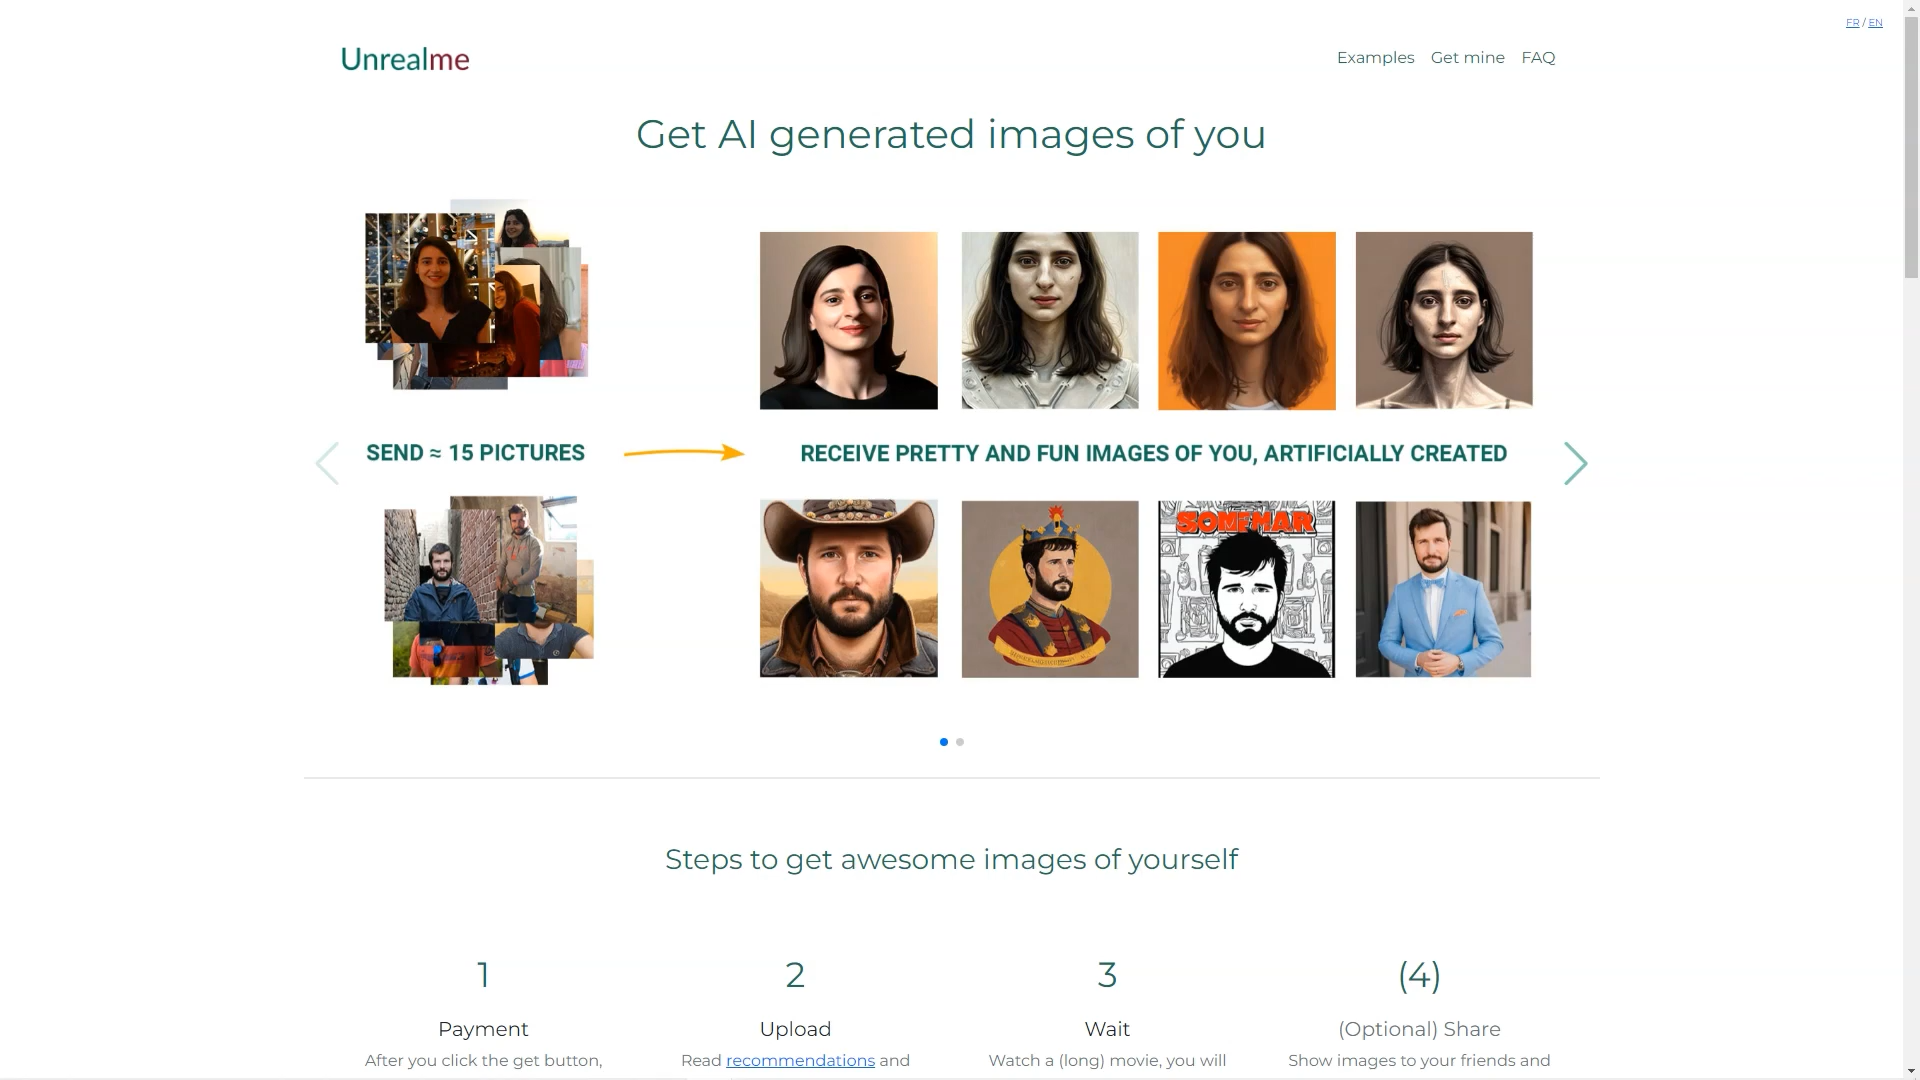 FR / EN
Unrealme
Examples Get mine FAQ
Get AI generated images of you
SEND ≈ 15 PICTURES
RECEIVE PRETTY AND FUN IMAGES OF YOU, ARTIFICIALLY CREATED
SOMEMAR
Steps to get awesome images of yourself
1
Payment
After you click the get button,
2
Upload
Read recommendations and
3
Wait
Watch a (long) movie, you will
(4)
(Optional) Share
Show images to your friends and